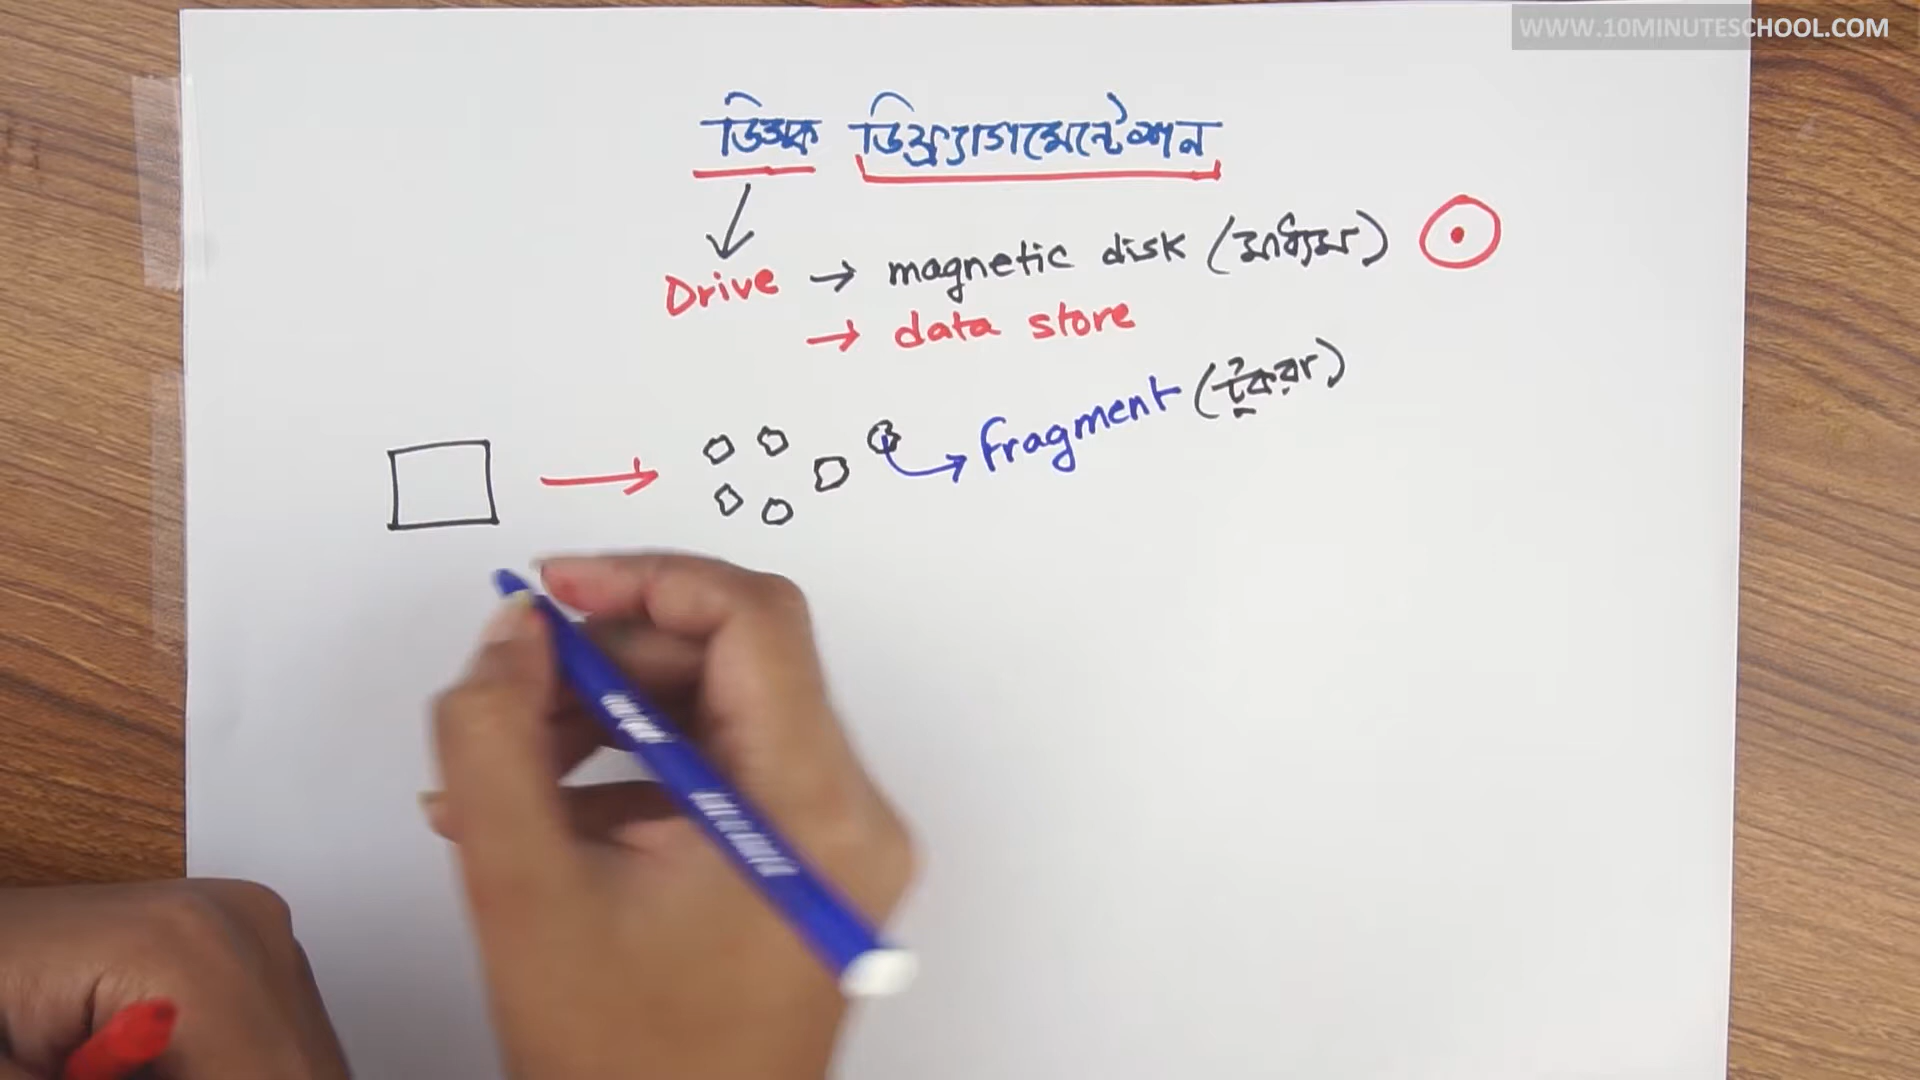 WWW.10MINUTESCHOOL.COM
ডিস্ক ডিফ্র্যাগমেন্টেশন
Drive → magnetic disk (মাধ্যম)
→ data store
fragment (টুকরা)